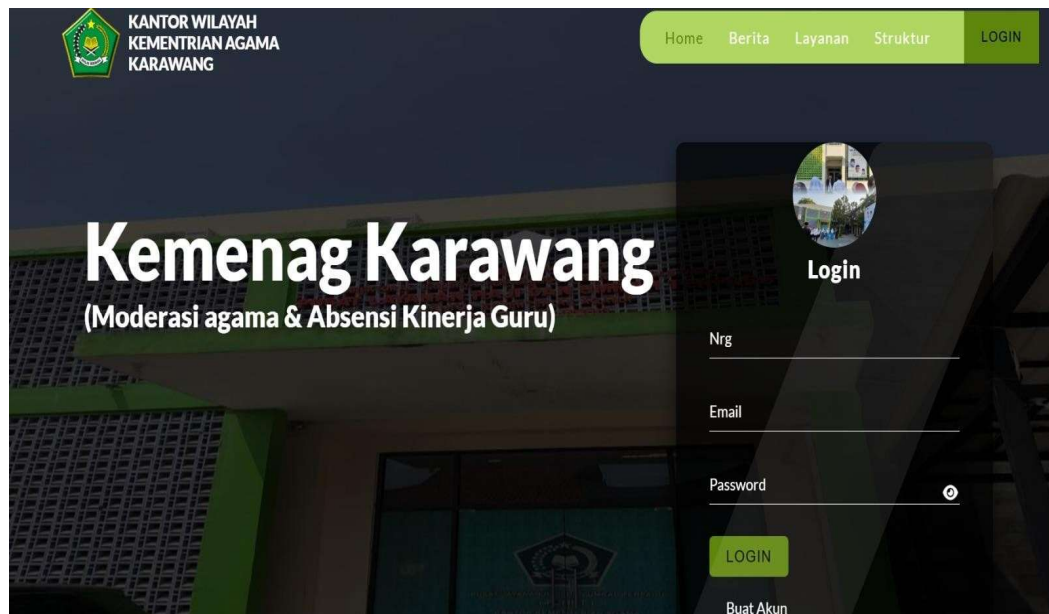 KANTOR WILAYAH
KEMENTRIAN AGAMA
KARAWANG
Home Berita Layanan Struktur LOGIN
Kemenag Karawang
(Moderasi agama & Absensi Kinerja Guru)
Login
Nrg
Email
Password
LOGIN
Buat Akun